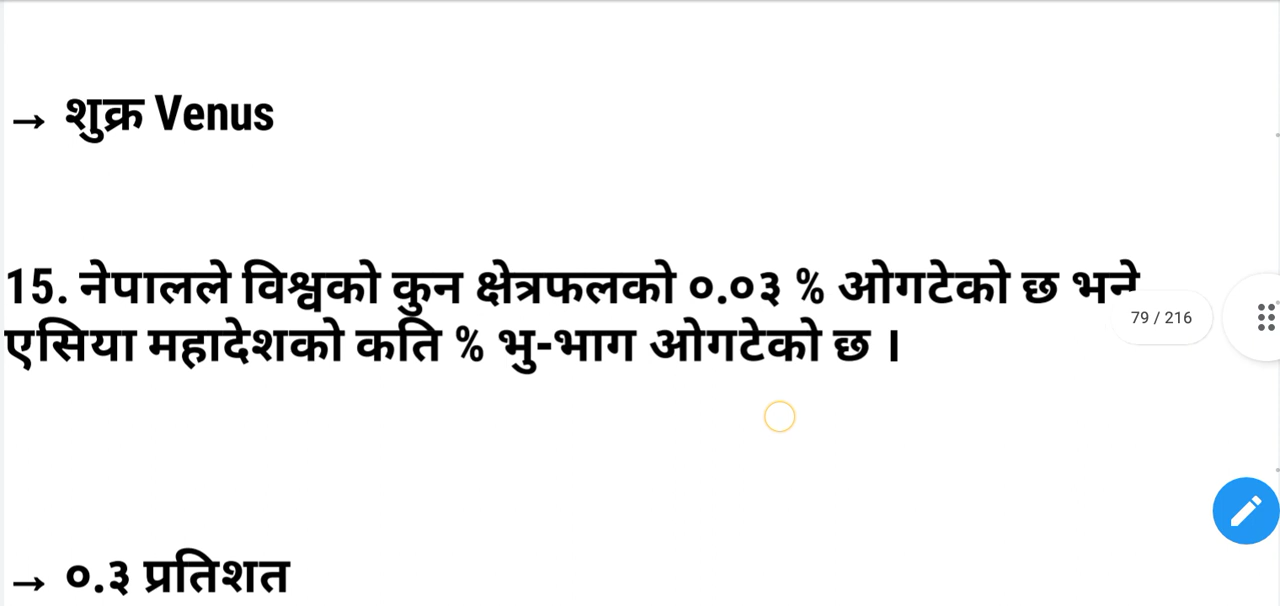 → शुक्र Venus
15. नेपालले विश्वको कुन क्षेत्रफलको ०.०३ % ओगटेको छ भने
79 / 216
एसिया महादेशको कति % भु-भाग ओगटेको छ ।
→ ०.३ प्रतिशत